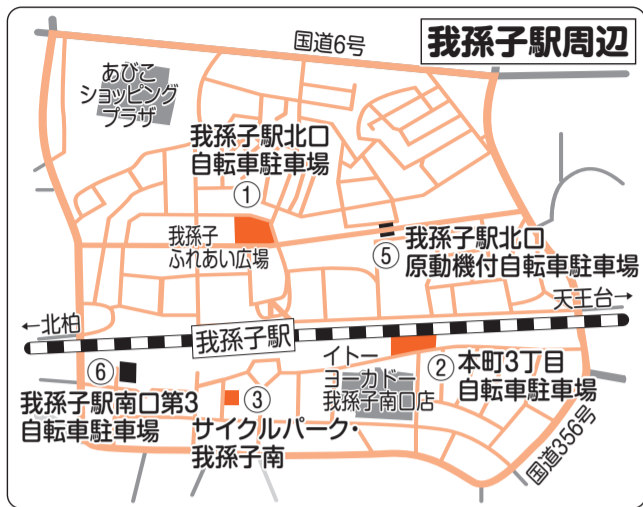 我孫子駅周辺
国道6号
あびこ
ショッピング
プラザ
我孫子駅北口
自転車駐車場
①
我孫子
ふれあい広場
⑤
我孫子駅北口
原動機付自転車駐車場
天王台→
←北柏
我孫子駅
イトー
ヨーカドー
我孫子南口店
②
本町3丁目
自転車駐車場
⑥
我孫子駅南口第3
自転車駐車場
③
サイクルパーク・
我孫子南
国道356号